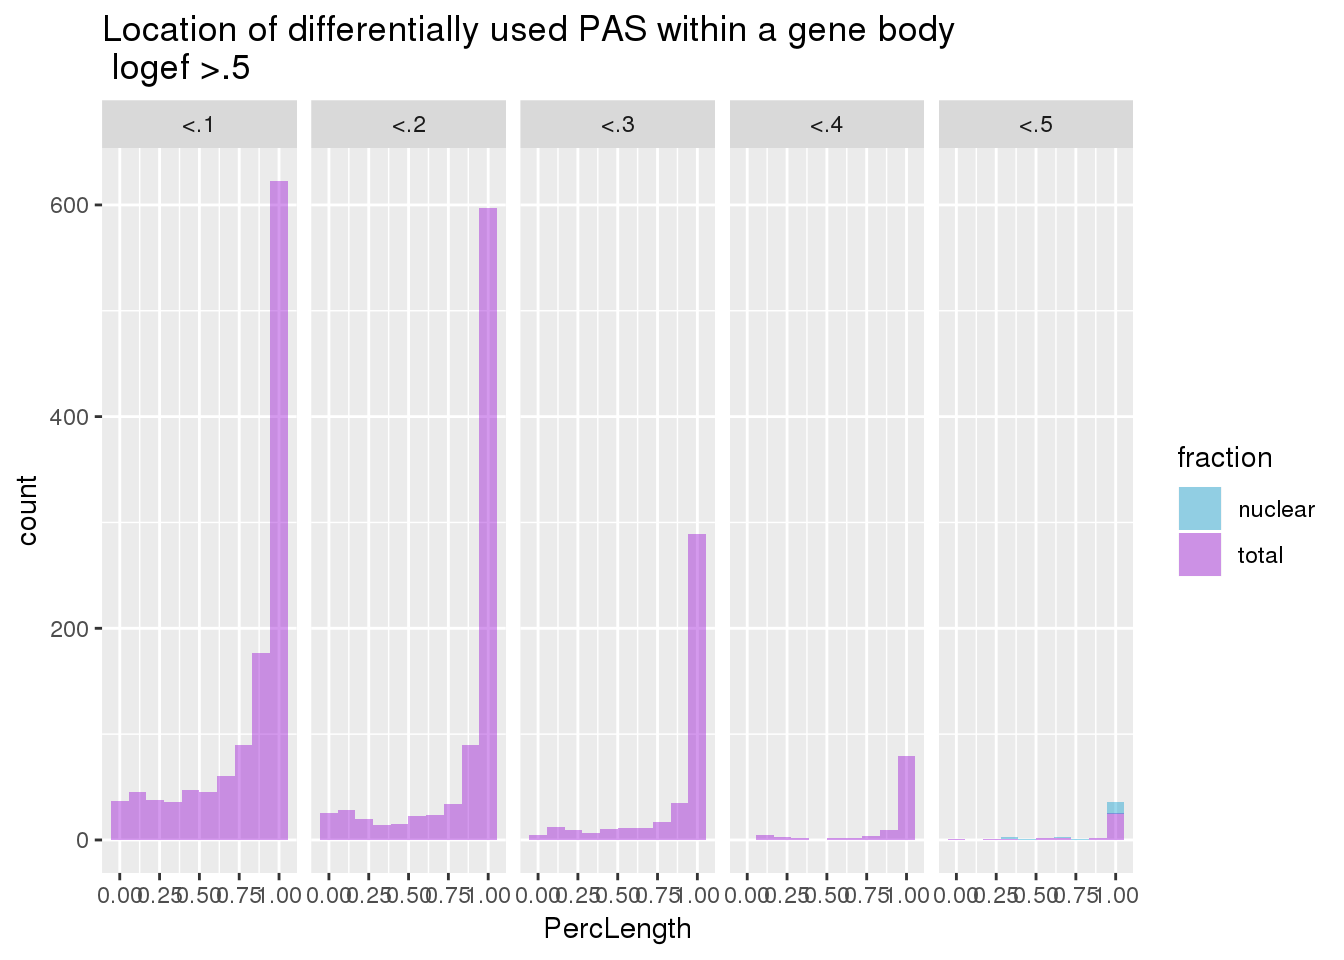 Location of differentially used PAS within a gene body
logef >.5
<.1 <.2 <.3 <.4 <.5
600
400
200
0
count
0.00 0.25 0.50 0.75 1.00 0.00 0.25 0.50 0.75 1.00 0.00 0.25 0.50 0.75 1.00 0.00 0.25 0.50 0.75 1.00 0.00 0.25 0.50 0.75 1.00
PercLength
fraction
nuclear
total